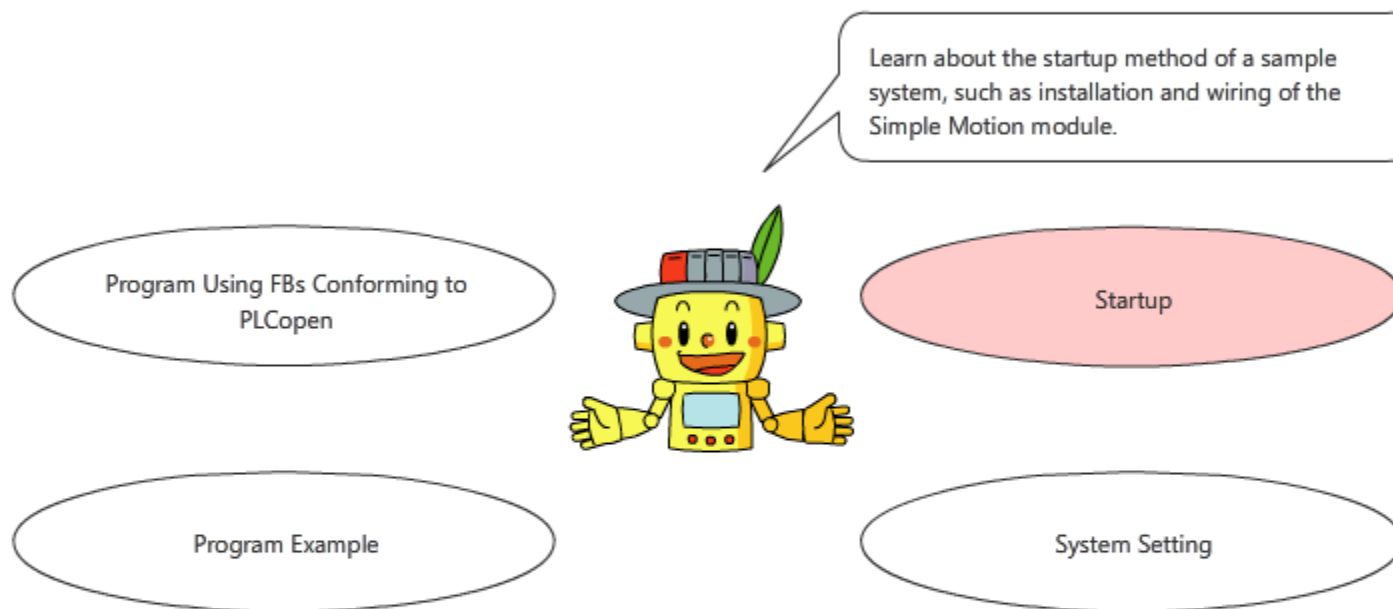 Learn about the startup method of a sample
system, such as installation and wiring of the
Simple Motion module.
Program Using FBs Conforming to
PLCopen
Startup
Program Example
System Setting